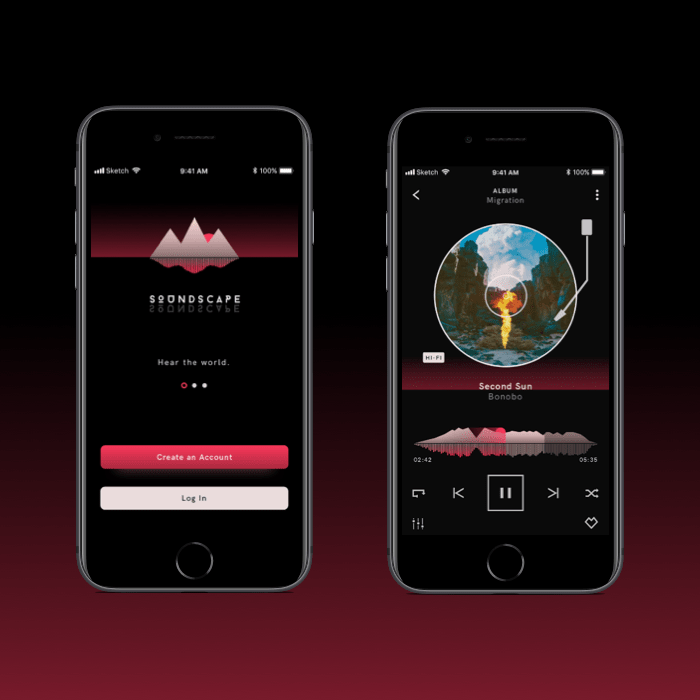 Sketch 9:41 AM 100%
SOUNDSCAPE
SOUNDSCAPE
Hear the world.
Create an Account
Log In
Sketch 9:41 AM 100%
ALBUM
Migration
HI-FI
Second Sun
Bonobo
02:42 05:35